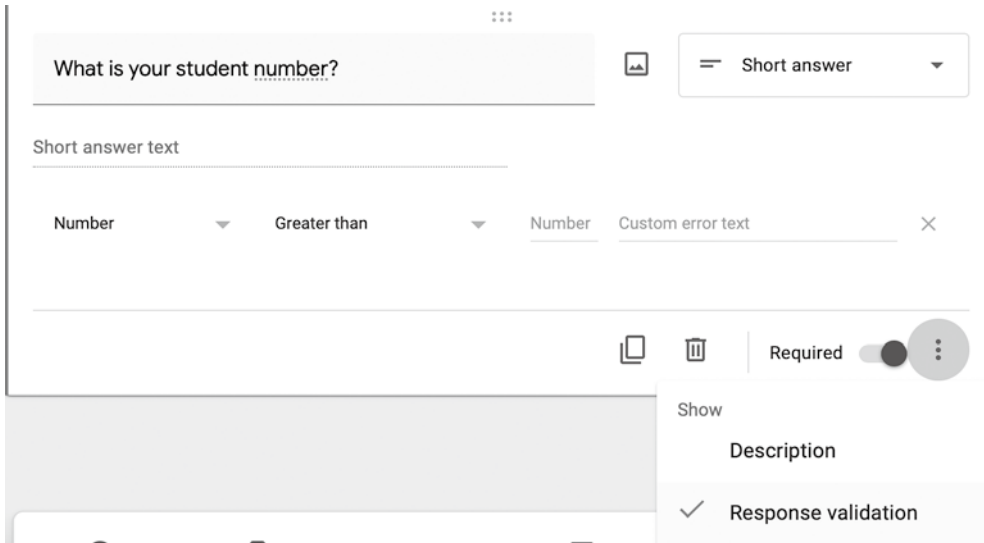 What is your student number?
Short answer
Short answer text
Number Greater than Number Custom error text
Required
Show
Description
Response validation